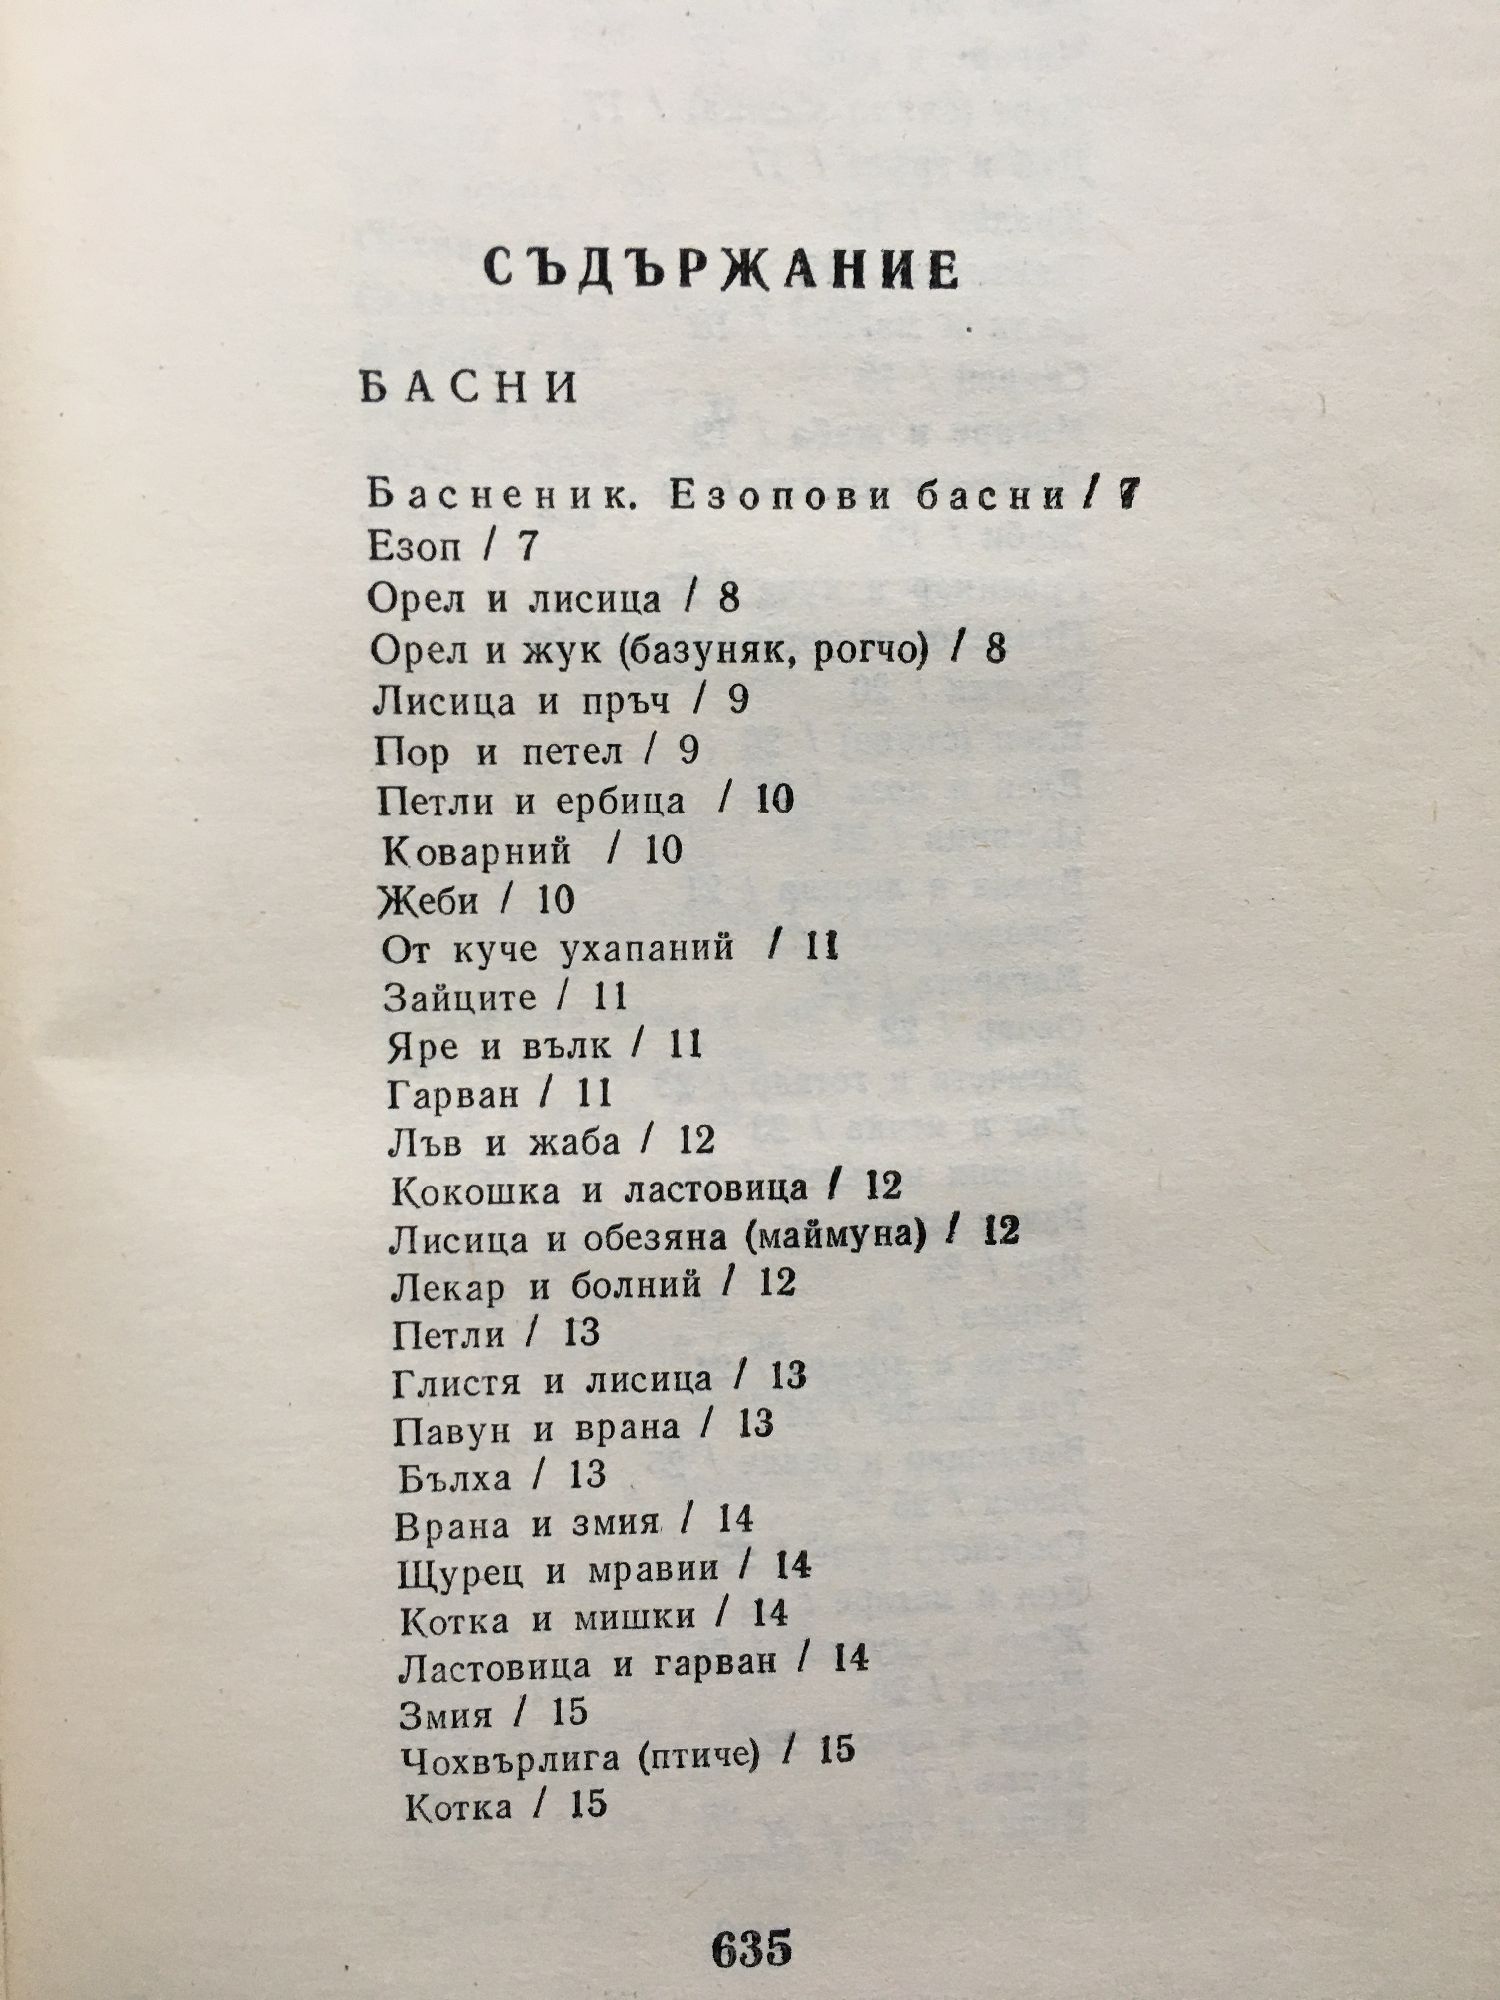 СЪДЪРЖАНИЕ
БАСНИ
Басненик. Езопови басни / 7
Езоп / 7
Орел и лисица / 8
Орел и жук (базуняк, рогчо) / 8
Лисица и пръч / 9
Пор и петел / 9
Петли и ербица / 10
Коварний / 10
Жеби / 10
От куче ухапаний / 11
Зайците / 11
Яре и вълк / 11
Гарван / 11
Лъв и жаба / 12
Кокошка и ластовица / 12
Лисица и обезяна (маймуна) / 12
Лекар и болний / 12
Петли / 13
Глистя и лисица / 13
Павун и врана / 13
Бълха / 13
Врана и змия / 14
Щурец и мравии / 14
Котка и мишки / 14
Ластовица и гарван / 14
Змия / 15
Чохвърлига (птиче) / 15
Котка / 15
635